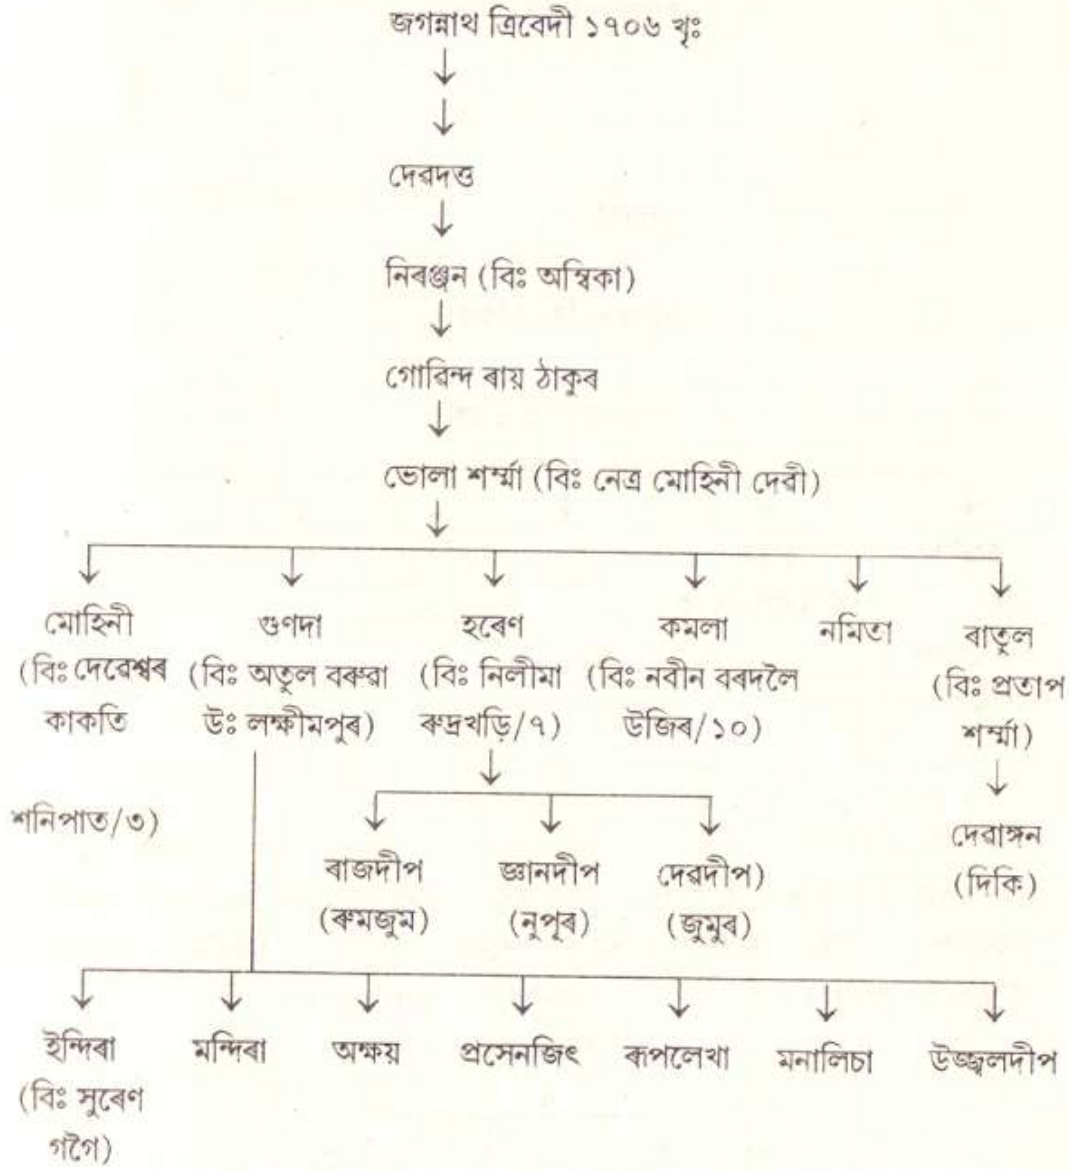 জগন্নাথ ত্ৰিবেদী ১৭০৬ খৃঃ
দেৱদত্ত
নিৰঞ্জন (বিঃ অম্বিকা)
গোৱিন্দ ৰায় ঠাকুৰ
ভোলা শৰ্ম্মা (বিঃ নেত্ৰ মোহিনী দেৱী)
মোহিনী গুণদা হৰেণ কমলা নমিতা ৰাতুল
(বিঃ দেৱেশ্বৰ (বিঃ অতুল বৰুৱা (বিঃ নিলীমা (বিঃ নবীন বৰদলৈ (বিঃ প্ৰতাপ
কাকতি উঃ লক্ষীমপুৰ) ৰুদ্ৰখড়ি/৭) উজিৰ/১০) শৰ্ম্মা)
শনিপাত/৩)
দেৱাঙ্গন
(দিকি)
ৰাজদীপ জ্ঞানদীপ দেৱদীপ)
(ৰুমজুম) (নুপূৰ) (জুমুৰ)
ইন্দিৰা মন্দিৰা অক্ষয় প্ৰসেনজিৎ ৰূপলেখা মনালিচা উজ্জ্বলদীপ
(বিঃ সুৰেণ
গগৈ)